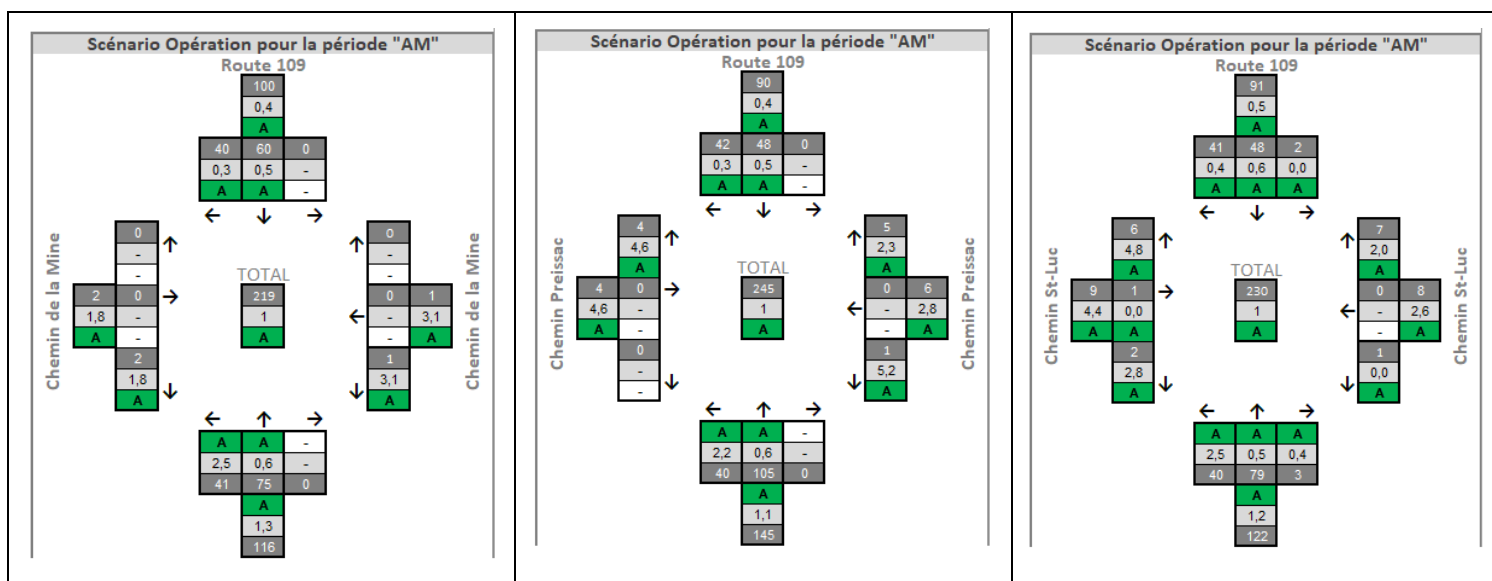 Scénario Opération pour la période "AM"
Route 109
100
0,4
A
40 60 0
0,3 0,5 -
A A -
← ↓ →
Chemin de la Mine
0
-
-
↑
2 0
1,8 -
A -
→
2
1,8
A
↓
TOTAL
219
1
A
↑
0
-
-
←
0 1
- 3,1
- A
↓
1
3,1
A
Chemin de la Mine
← ↑ →
A A -
2,5 0,6 -
41 75 0
A
1,3
116
Scénario Opération pour la période "AM"
Route 109
90
0,4
A
42 48 0
0,3 0,5 -
A A -
← ↓ →
Chemin Preissac
4
4,6
A
↑
4 0
4,6 -
A -
→
0
-
-
↓
TOTAL
245
1
A
↑
5
2,3
A
←
0 6
- 2,8
- A
↓
1
5,2
A
Chemin Preissac
← ↑ →
A A -
2,2 0,6 -
40 105 0
A
1,1
145
Scénario Opération pour la période "AM"
Route 109
91
0,5
A
41 48 2
0,4 0,6 0,0
A A A
← ↓ →
Chemin St-Luc
6
4,8
A
↑
9 1
4,4 0,0
A A
→
2
2,8
A
↓
TOTAL
230
1
A
↑
7
2,0
A
←
0 8
- 2,6
- A
↓
1
0,0
A
Chemin St-Luc
← ↑ →
A A A
2,5 0,5 0,4
40 79 3
A
1,2
122